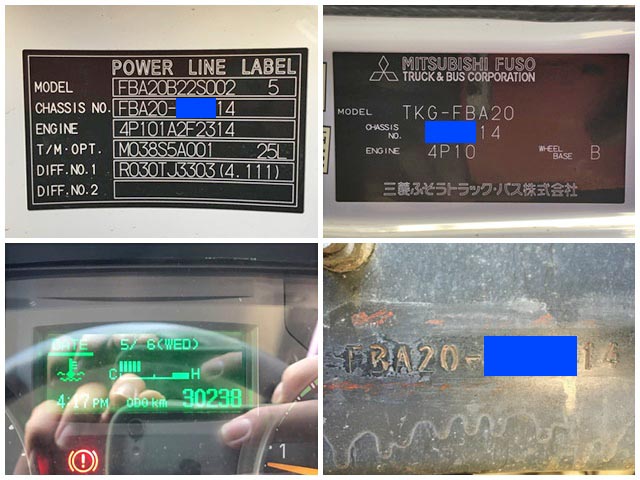 POWER LINE LABEL
MODEL FBA20B22S002 5
CHASSIS NO. FBA20- 14
ENGINE 4P101A2F2314
T/M·OPT. M038S5A001 25L
DIFF.NO.1 R030TJ3303(4.111)
DIFF.NO.2
MITSUBISHI FUSO
TRUCK & BUS CORPORATION
MODEL TKG-FBA20
CHASSIS NO. 14
ENGINE 4P10 WHEEL BASE B
三菱ふそうトラック・バス株式会社
DATE 5/ 6(WED)
C H
4:17PM ODO km 30238
1
FBA20- 14